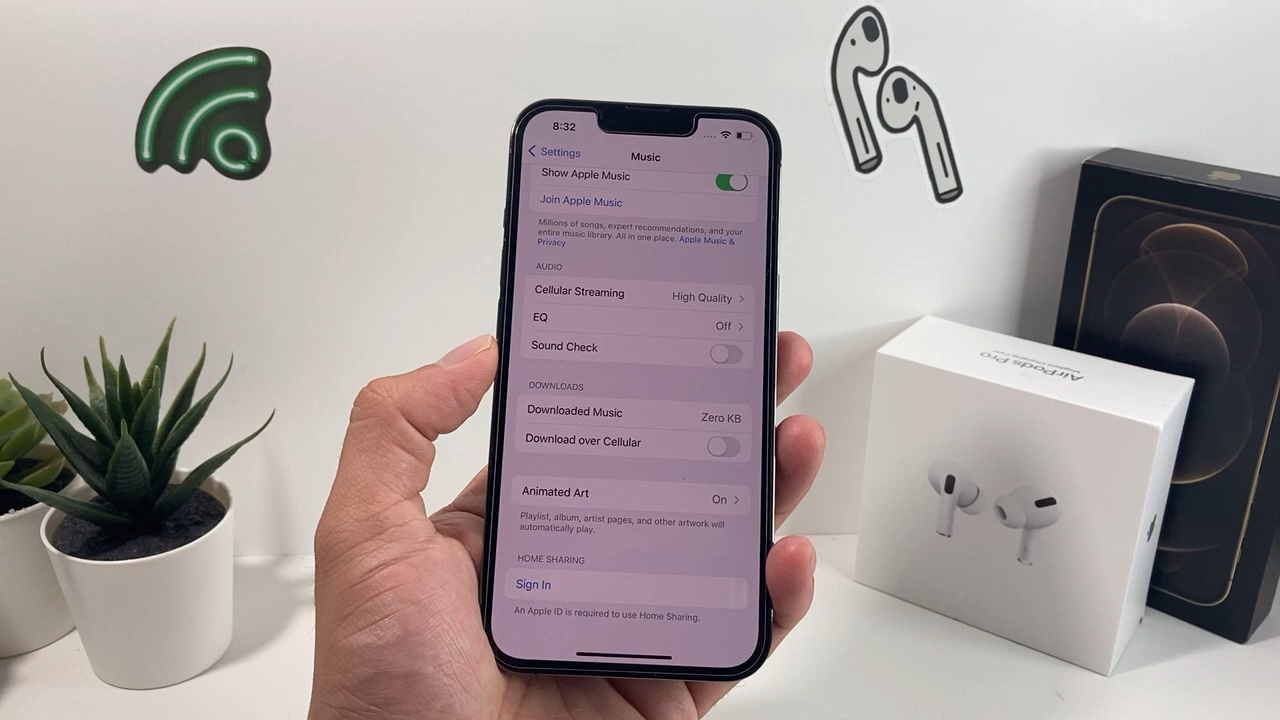 8:32
Settings
Music
Show Apple Music
Join Apple Music
Millions of songs, expert recommendations, and your
entire music library. All in one place. Apple Music &
Privacy
AUDIO
Cellular Streaming High Quality
EQ Off
Sound Check
DOWNLOADS
Downloaded Music Zero KB
Download over Cellular
Animated Art On
Playlist, album, artist pages, and other artwork will
automatically play.
HOME SHARING
Sign In
An Apple ID is required to use Home Sharing.
AirPods Pro